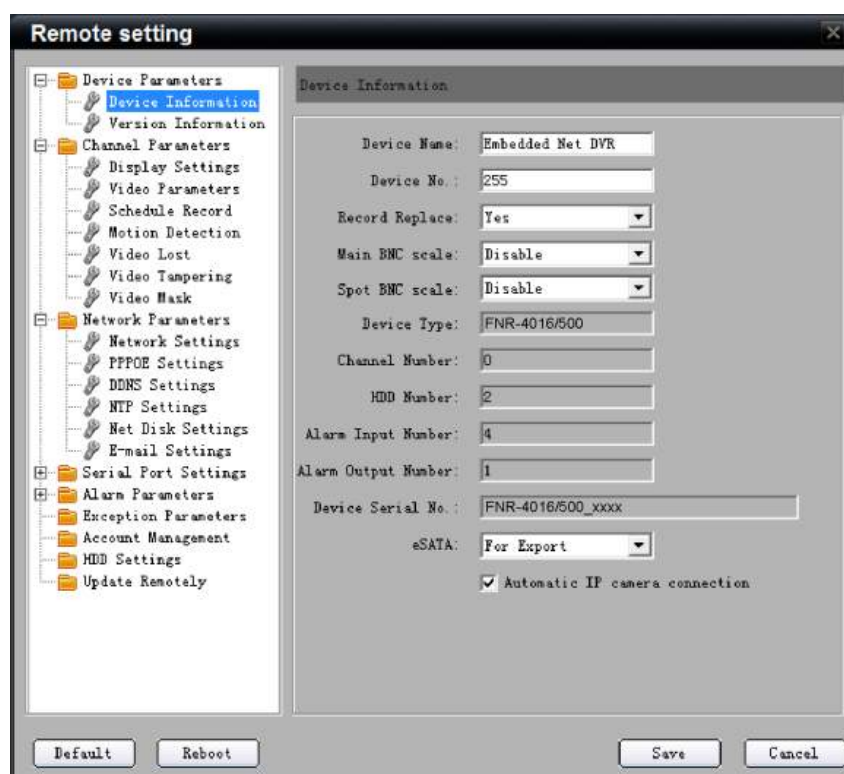 Remote setting
Device Parameters
Device Information
Version Information
Channel Parameters
Display Settings
Video Parameters
Schedule Record
Motion Detection
Video Lost
Video Tampering
Video Mask
Network Parameters
Network Settings
PPPOE Settings
DDNS Settings
NTP Settings
Net Disk Settings
E-mail Settings
Serial Port Settings
Alarm Parameters
Exception Parameters
Account Management
HDD Settings
Update Remotely
Device Information
Device Name: Embedded Net DVR
Device No.: 255
Record Replace: Yes
Main BNC scale: Disable
Spot BNC scale: Disable
Device Type: FNR-4016/500
Channel Number: 0
HDD Number: 2
Alarm Input Number: 4
Alarm Output Number: 1
Device Serial No.: FNR-4016/500_xxxx
eSATA: For Export
Automatic IP camera connection
Default Reboot Save Cancel